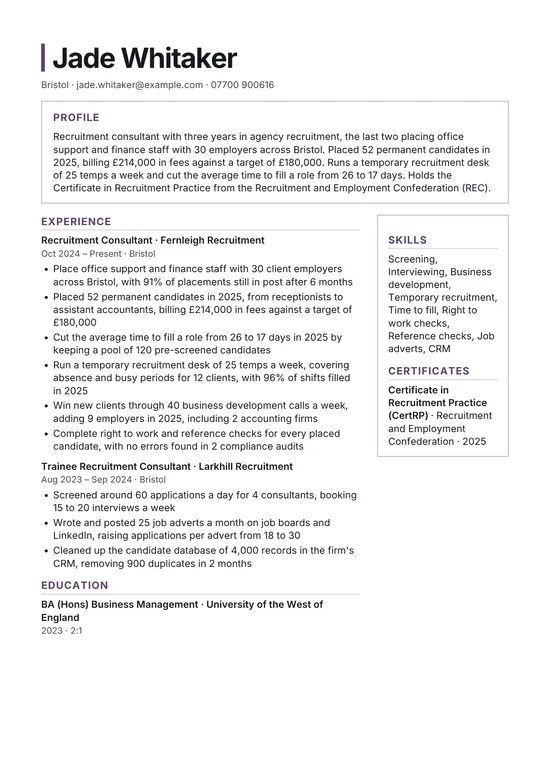 Jade Whitaker
Bristol · jade.whitaker@example.com · 07700 900616
PROFILE
Recruitment consultant with three years in agency recruitment, the last two placing office
support and finance staff with 30 employers across Bristol. Placed 52 permanent candidates in
2025, billing £214,000 in fees against a target of £180,000. Runs a temporary recruitment desk
of 25 temps a week and cut the average time to fill a role from 26 to 17 days. Holds the
Certificate in Recruitment Practice from the Recruitment and Employment Confederation (REC).
EXPERIENCE
Recruitment Consultant · Fernleigh Recruitment
Oct 2024 – Present · Bristol
• Place office support and finance staff with 30 client employers
across Bristol, with 91% of placements still in post after 6 months
• Placed 52 permanent candidates in 2025, from receptionists to
assistant accountants, billing £214,000 in fees against a target of
£180,000
• Cut the average time to fill a role from 26 to 17 days in 2025 by
keeping a pool of 120 pre-screened candidates
• Run a temporary recruitment desk of 25 temps a week, covering
absence and busy periods for 12 clients, with 96% of shifts filled
in 2025
• Win new clients through 40 business development calls a week,
adding 9 employers in 2025, including 2 accounting firms
• Complete right to work and reference checks for every placed
candidate, with no errors found in 2 compliance audits
Trainee Recruitment Consultant · Larkhill Recruitment
Aug 2023 – Sep 2024 · Bristol
• Screened around 60 applications a day for 4 consultants, booking
15 to 20 interviews a week
• Wrote and posted 25 job adverts a month on job boards and
LinkedIn, raising applications per advert from 18 to 30
• Cleaned up the candidate database of 4,000 records in the firm's
CRM, removing 900 duplicates in 2 months
EDUCATION
BA (Hons) Business Management · University of the West of
England
2023 · 2:1
SKILLS
Screening,
Interviewing, Business
development,
Temporary recruitment,
Time to fill, Right to
work checks,
Reference checks, Job
adverts, CRM
CERTIFICATES
Certificate in
Recruitment Practice
(CertRP) · Recruitment
and Employment
Confederation · 2025